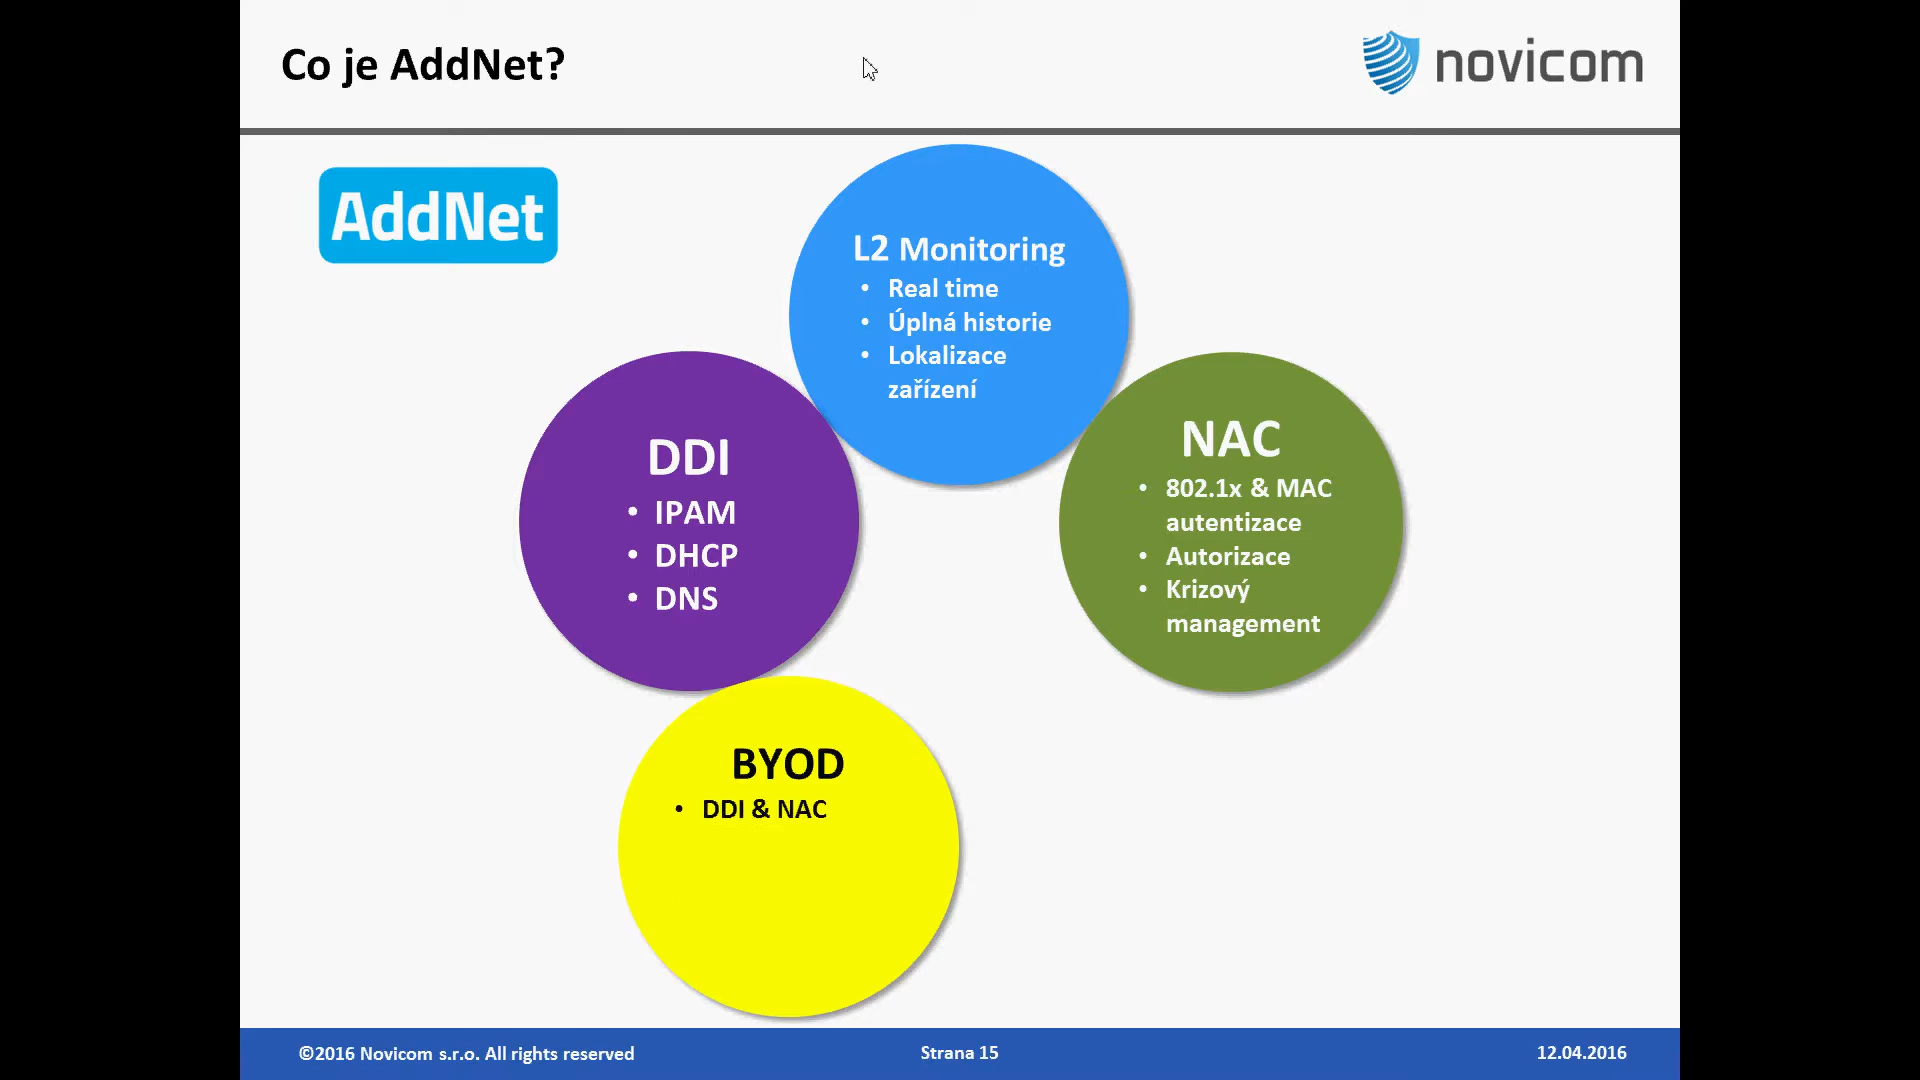 Co je AddNet?
novicom
AddNet
L2 Monitoring
• Real time
• Úplná historie
• Lokalizace
zařízení
DDI
• IPAM
• DHCP
• DNS
NAC
• 802.1x & MAC
autentizace
• Autorizace
• Krizový
management
BYOD
• DDI & NAC
©2016 Novicom s.r.o. All rights reserved
Strana 15
12.04.2016